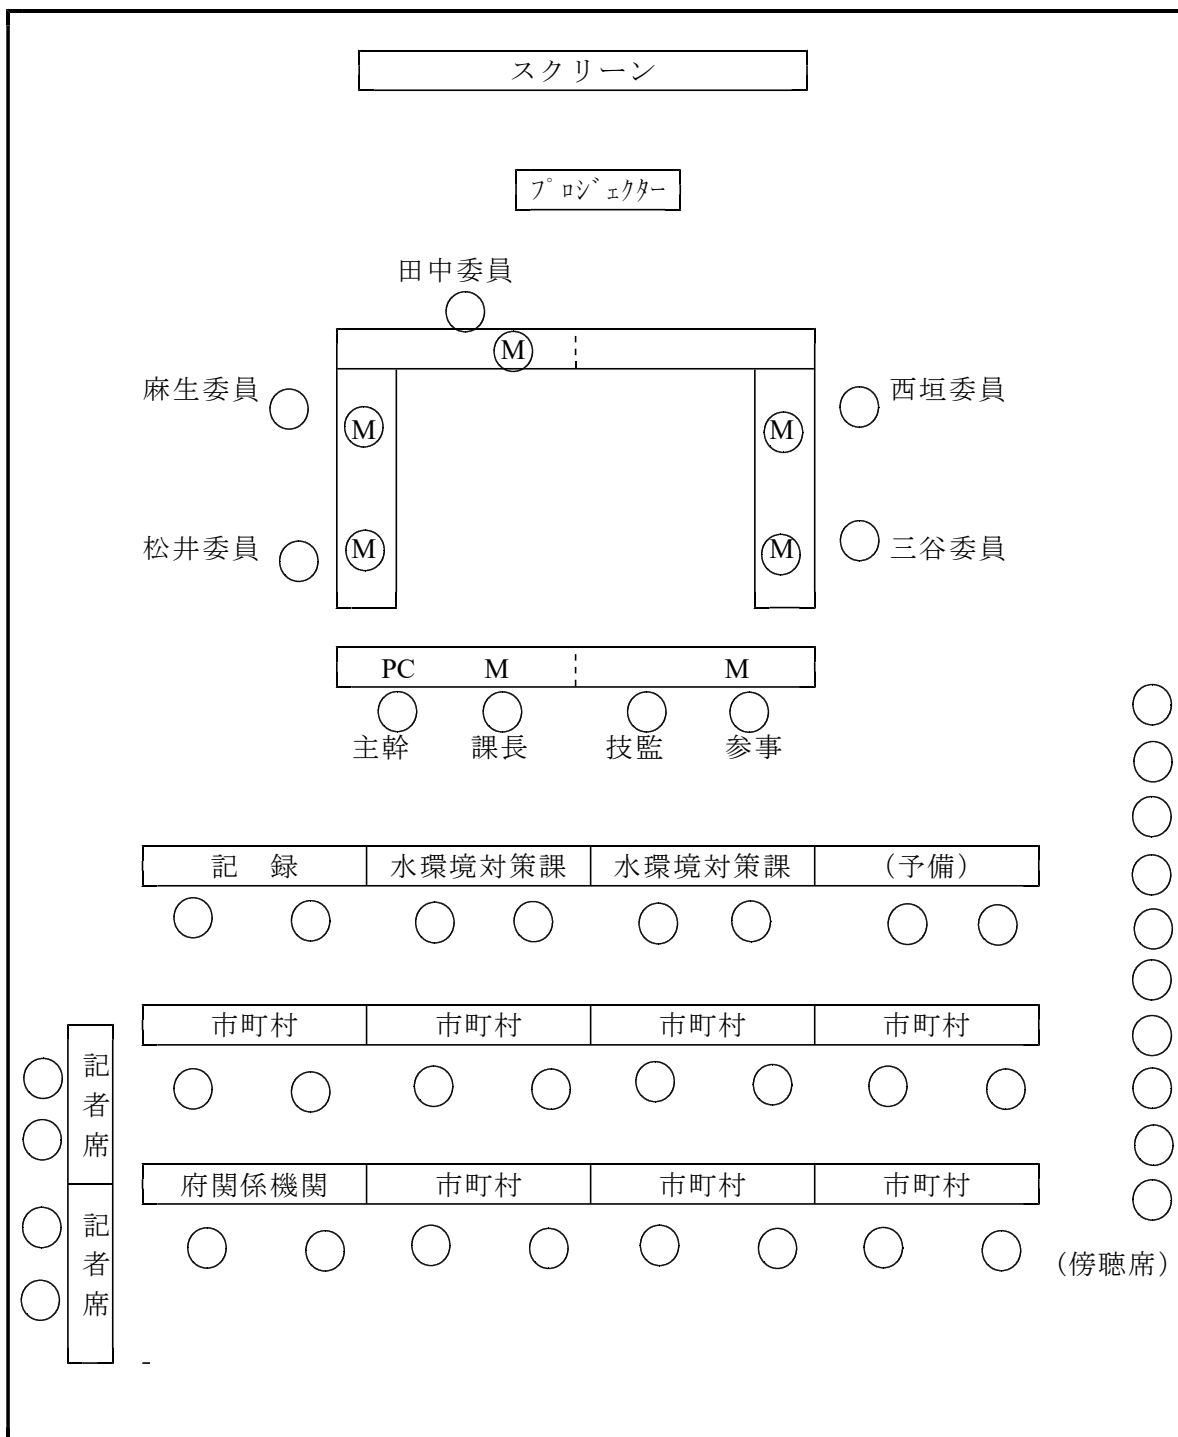 スクリーン
プロジェクター
田中委員
M
麻生委員
西垣委員
M
M
松井委員
三谷委員
M
M
PC M M
主幹 課長 技監 参事
記 録 水環境対策課 水環境対策課 (予備)
市町村 市町村 市町村 市町村
記者席
府関係機関 市町村 市町村 市町村
記者席
(傍聴席)